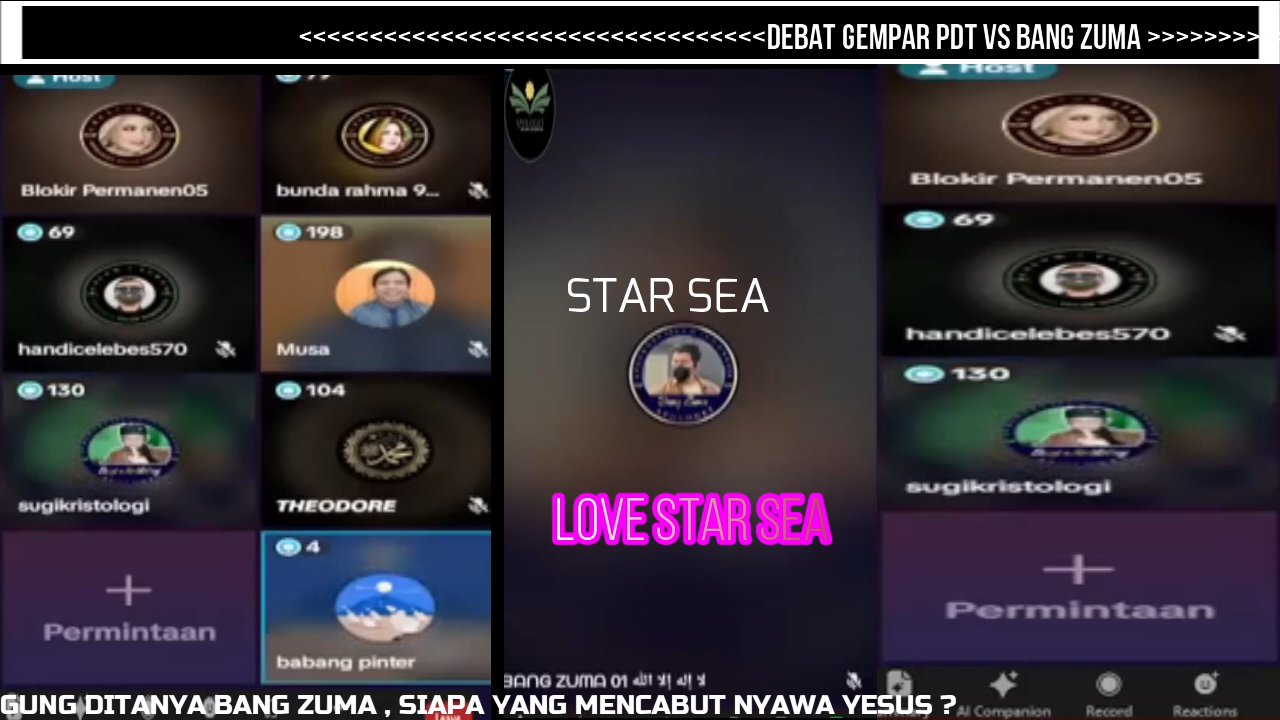 <<<<<<<<<<<<<<<<<<<<<<<<<<<<<<<<<DEBAT GEMPAR PDT VS BANG ZUMA >>>>>>>>
Host
Blokir Permanen05
bunda rahma 9...
69
198
handicelebes570
Musa
130
104
sugikristologi
THEODORE
4
Permintaan
babang pinter
STAR SEA
LOVE STAR SEA
BANG ZUMA 01
Host
Blokir Permanen05
69
handicelebes570
130
sugikristologi
Permintaan
AI Companion
Record
Reactions
Leave
GUNG DITANYA BANG ZUMA , SIAPA YANG MENCABUT NYAWA YESUS ?